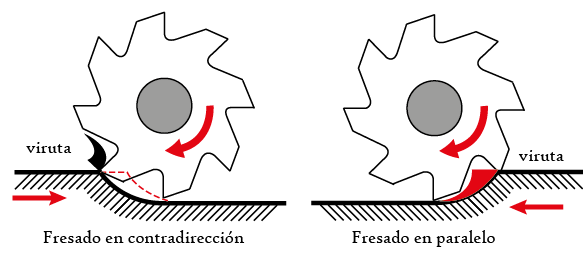 viruta
viruta
Fresado en contradirección
Fresado en paralelo